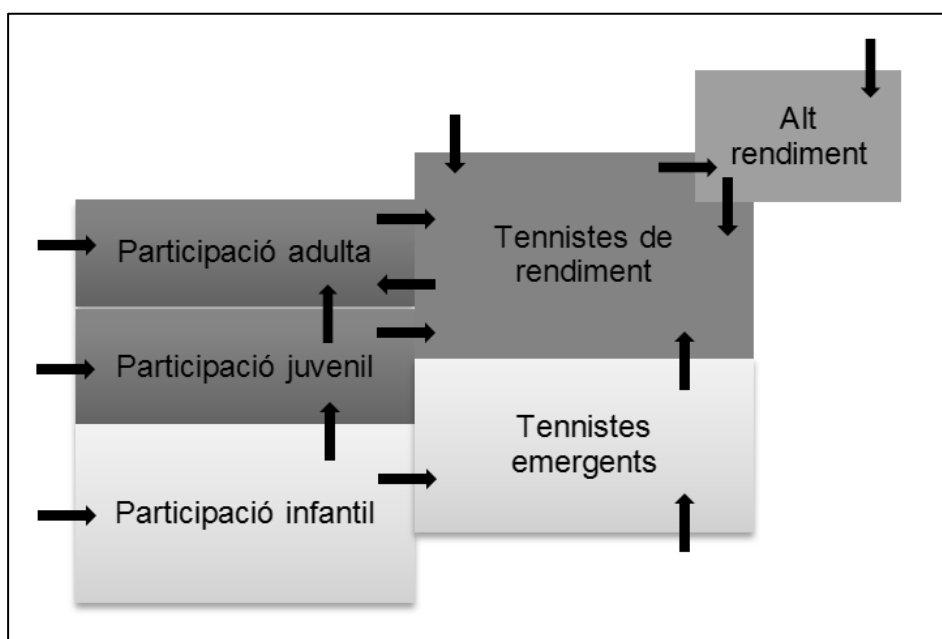 Alt
rendiment
Tennistes de
rendiment
Participació adulta
Participació juvenil
Tennistes
emergents
Participació infantil